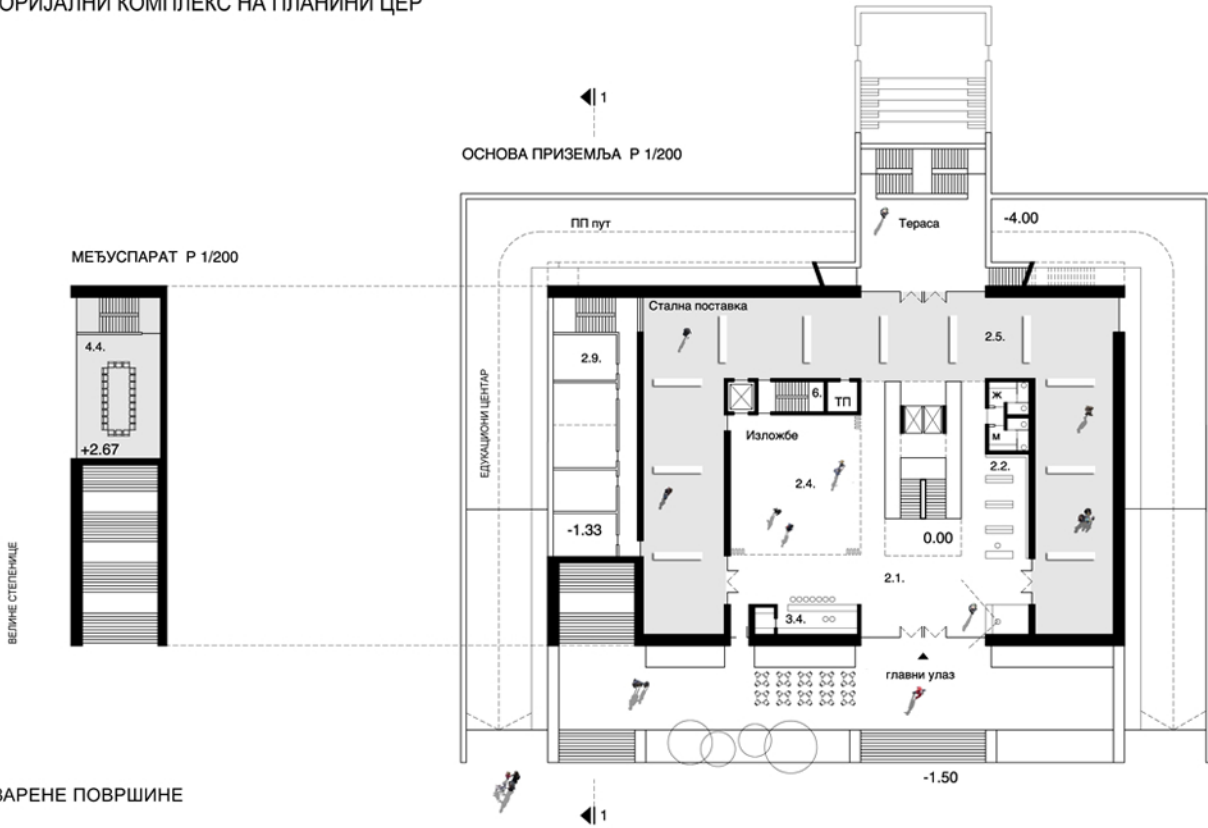 ОРИЈАЛНИ КОМПЛЕКС НА ПЛАНИНИ ЦЕР
1
ОСНОВА ПРИЗЕМЉА Р 1/200
ПП пут
Тераса
-4.00
МЕЂУСПАРАТ Р 1/200
Стална поставка
4.4.
2.9.
2.5.
6.
ТП
Ж
М
ЕДУКАЦИОНИ ЦЕНТАР
Изложбе
+2.67
2.4.
2.2.
-1.33
0.00
2.1.
ВЕЛИНЕ СТЕПЕНИЦЕ
3.4.
главни улаз
-1.50
ВАРЕНЕ ПОВРШИНЕ
1